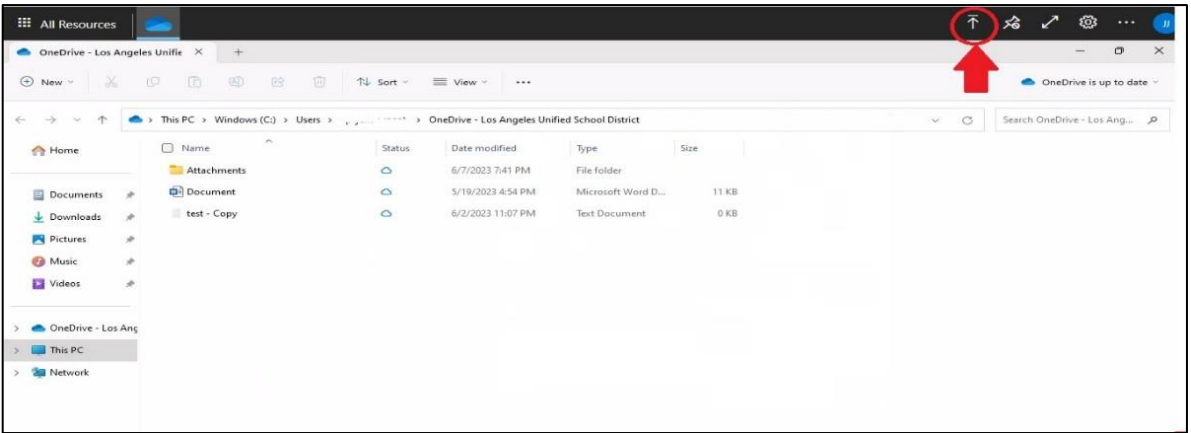 All Resources
JJ
OneDrive - Los Angeles Unifie
New
Sort
View
OneDrive is up to date
This PC > Windows (C:) > Users > > OneDrive - Los Angeles Unified School District
Search OneDrive - Los Ang...
Home
Name Status Date modified Type Size
Attachments 6/7/2023 7:41 PM File folder
Documents
Document 5/19/2023 4:54 PM Microsoft Word D... 11 KB
Downloads
test - Copy 6/2/2023 11:07 PM Text Document 0 KB
Pictures
Music
Videos
OneDrive - Los Ang
This PC
Network